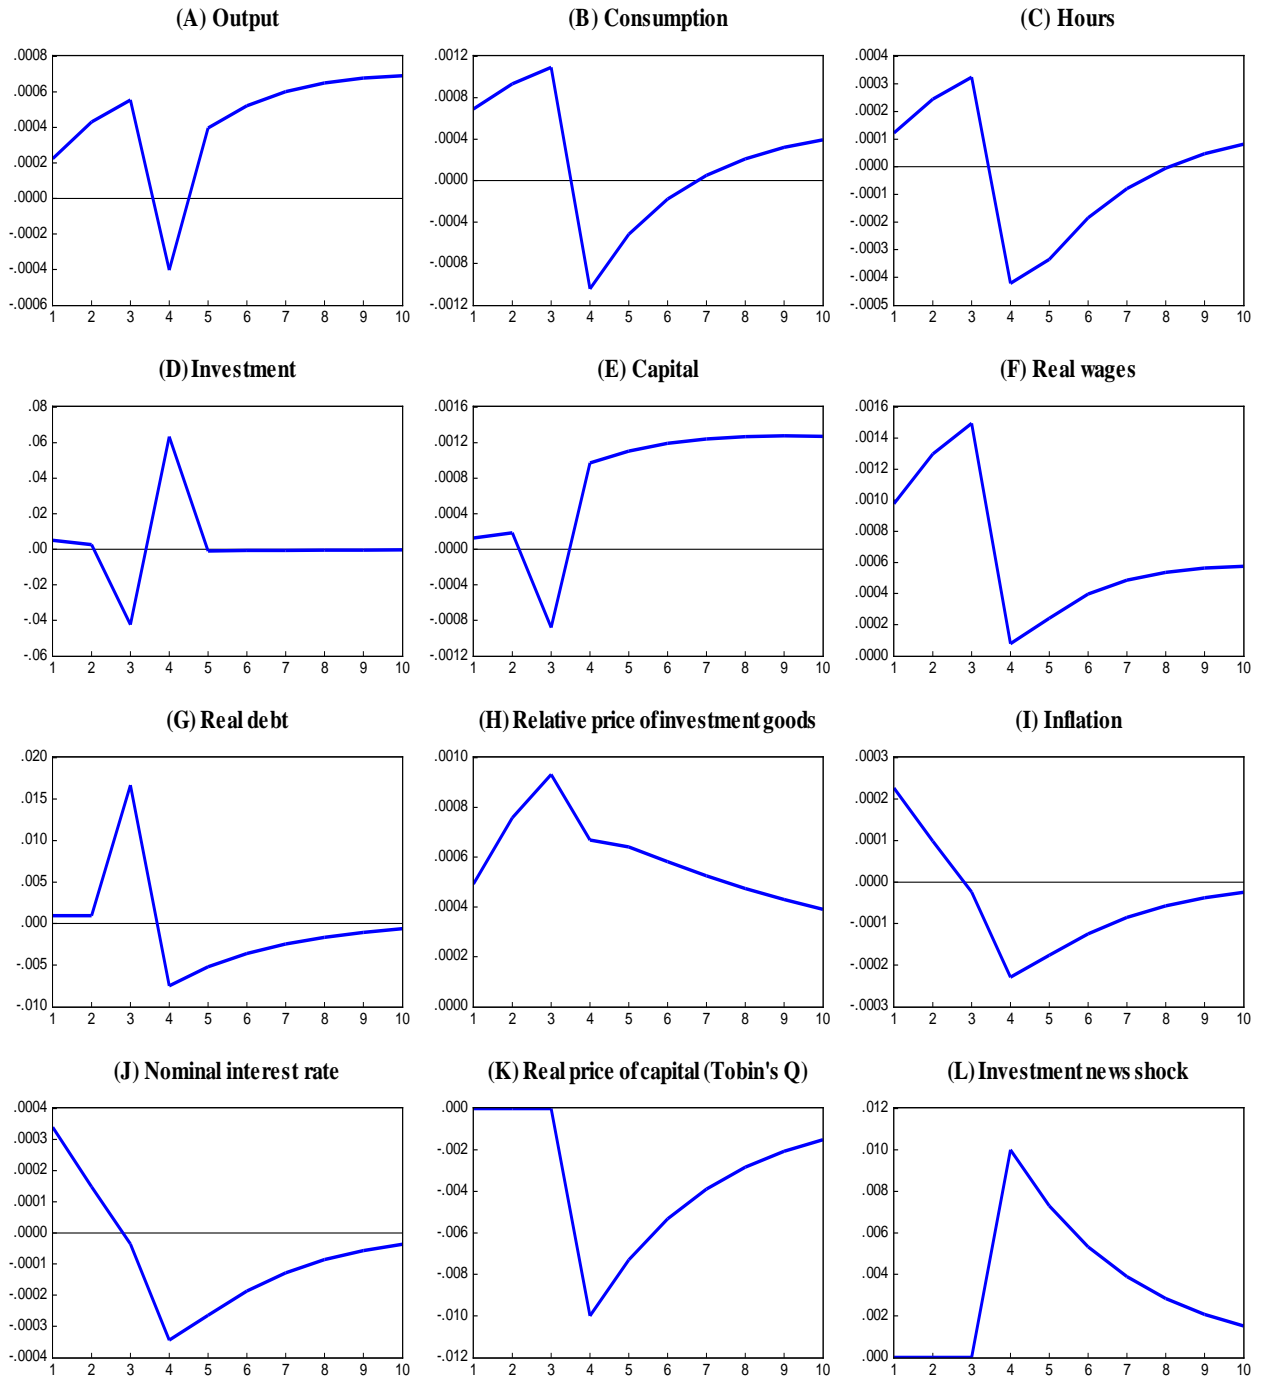 (A) Output (B) Consumption (C) Hours
.0008 .0012 .0004
.0006 .0008 .0003
.0004 .0004 .0002
.0002 .0000 .0001
.0000 -.0004 .0000
-.0002 -.0008 -.0001
-.0004 -.0012 -.0002
-.0006 -.0003
-.0004
-.0005
1 2 3 4 5 6 7 8 9 10 1 2 3 4 5 6 7 8 9 10 1 2 3 4 5 6 7 8 9 10
(D) Investment (E) Capital (F) Real wages
.08 .0016 .0016
.06 .0012 .0014
.04 .0008 .0012
.02 .0004 .0010
.00 .0000 .0008
-.02 -.0004 .0006
-.04 -.0008 .0004
-.06 -.0012 .0002
.0000
1 2 3 4 5 6 7 8 9 10 1 2 3 4 5 6 7 8 9 10 1 2 3 4 5 6 7 8 9 10
(G) Real debt (H) Relative price of investment goods (I) Inflation
.020 .0010 .0003
.015 .0008 .0002
.010 .0006 .0001
.005 .0004 .0000
.000 .0002 -.0001
-.005 .0000 -.0002
-.010 -.0003
1 2 3 4 5 6 7 8 9 10 1 2 3 4 5 6 7 8 9 10 1 2 3 4 5 6 7 8 9 10
(J) Nominal interest rate (K) Real price of capital (Tobin's Q) (L) Investment news shock
.0004 .000 .012
.0003 -.002 .010
.0002 -.004 .008
.0001 -.006 .006
.0000 -.008 .004
-.0001 -.010 .002
-.0002 -.012 .000
-.0003
-.0004
1 2 3 4 5 6 7 8 9 10 1 2 3 4 5 6 7 8 9 10 1 2 3 4 5 6 7 8 9 10